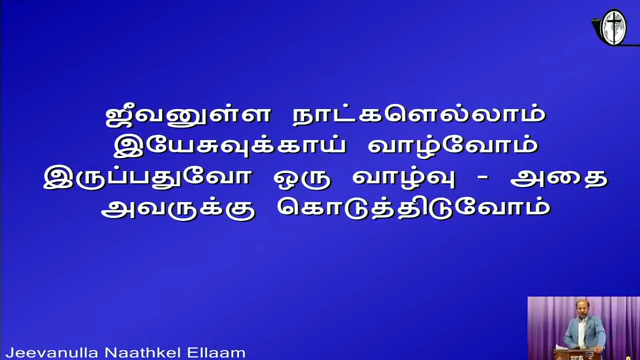 ஜீவனுள்ள நாட்களெல்லாம்
இயேசுவுக்காய் வாழ்வோம்
இருப்பதுவோ ஒரு வாழ்வு - அதை
அவருக்கு கொடுத்திடுவோம்
Jeevanulla Naathkel Ellaam